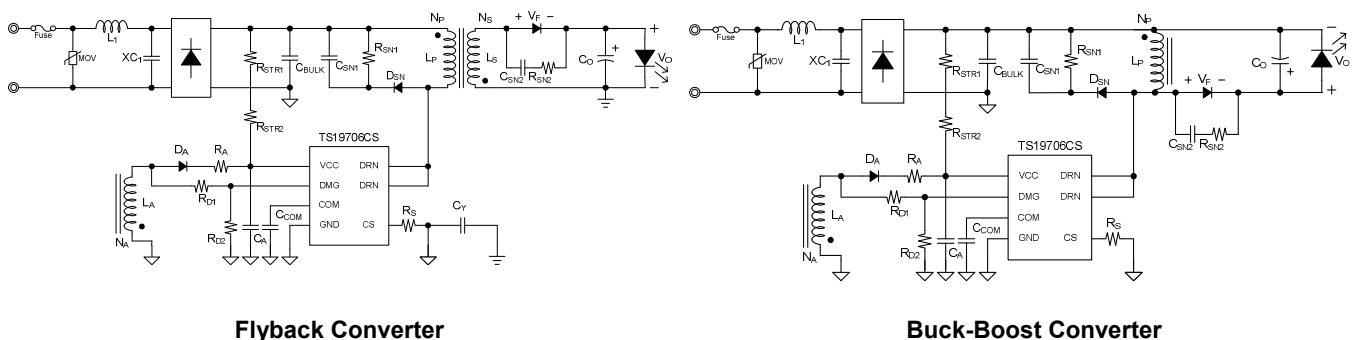 NP NS + VF − +
Fuse L1 RSN1 LP LS CSN2 RSN2 CO VO
MOV XC1 RSTR1 CBULK CSN1 DSN −
RSTR2
TS19706CS
DA RA VCC DRN
RD1 DMG DRN
LA COM
CCOM RS CY
GND CS
NA RD2 CA
Flyback Converter
NP −
Fuse L1 RSN1 LP CO VO
MOV XC1 RSTR1 CBULK CSN1 DSN + VF − + +
RSTR2 CSN2 RSN2
TS19706CS
DA RA VCC DRN
RD1 DMG DRN
LA COM
CCOM RS
GND CS
NA RD2 CA
Buck-Boost Converter